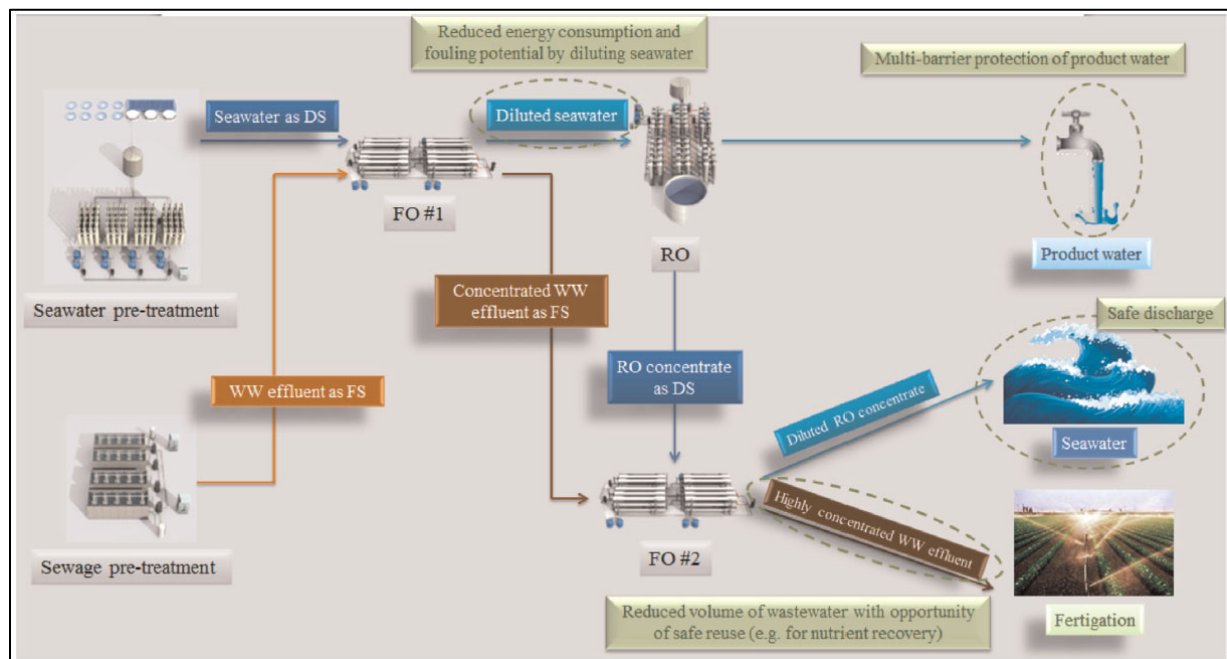 Reduced energy consumption and
fouling potential by diluting seawater
Multi-barrier protection of product water
Seawater as DS
Diluted seawater
FO #1
RO
Product water
Seawater pre-treatment
Concentrated WW
effluent as FS
Safe discharge
WW effluent as FS
RO concentrate
as DS
Diluted RO concentrate
Seawater
Highly concentrated WW effluent
Sewage pre-treatment
FO #2
Reduced volume of wastewater with opportunity
of safe reuse (e.g. for nutrient recovery)
Fertigation